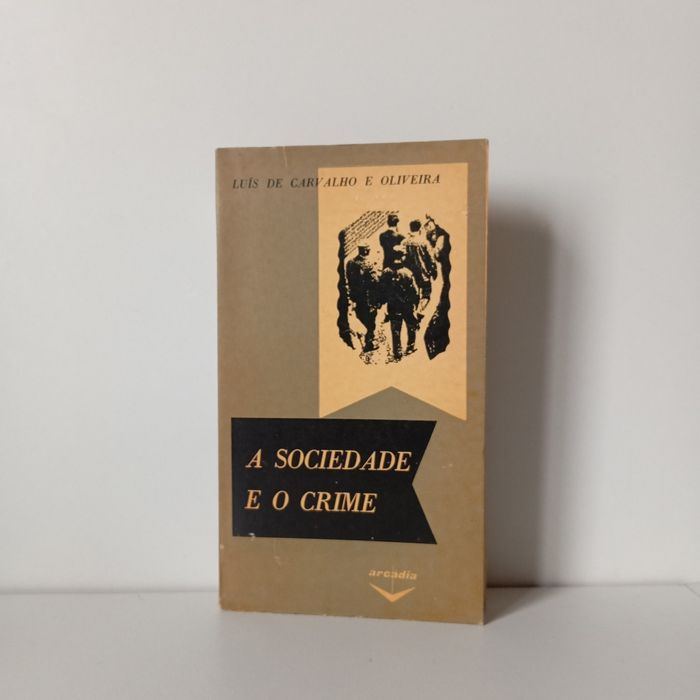 LUÍS DE CARVALHO E OLIVEIRA
A SOCIEDADE
E O CRIME
arcadia